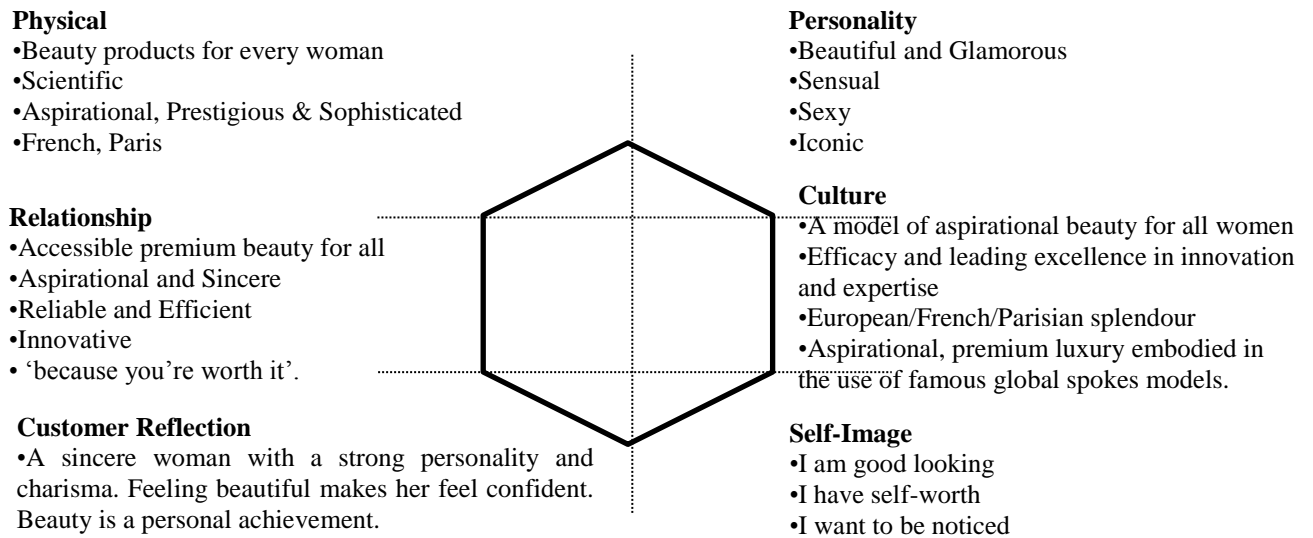 Physical
•Beauty products for every woman
•Scientific
•Aspirational, Prestigious & Sophisticated
•French, Paris
Personality
•Beautiful and Glamorous
•Sensual
•Sexy
•Iconic
Relationship
•Accessible premium beauty for all
•Aspirational and Sincere
•Reliable and Efficient
•Innovative
• ‘because you’re worth it’.
Culture
•A model of aspirational beauty for all women
•Efficacy and leading excellence in innovation
and expertise
•European/French/Parisian splendour
•Aspirational, premium luxury embodied in
the use of famous global spokes models.
Customer Reflection
•A sincere woman with a strong personality and
charisma. Feeling beautiful makes her feel confident.
Beauty is a personal achievement.
Self-Image
•I am good looking
•I have self-worth
•I want to be noticed